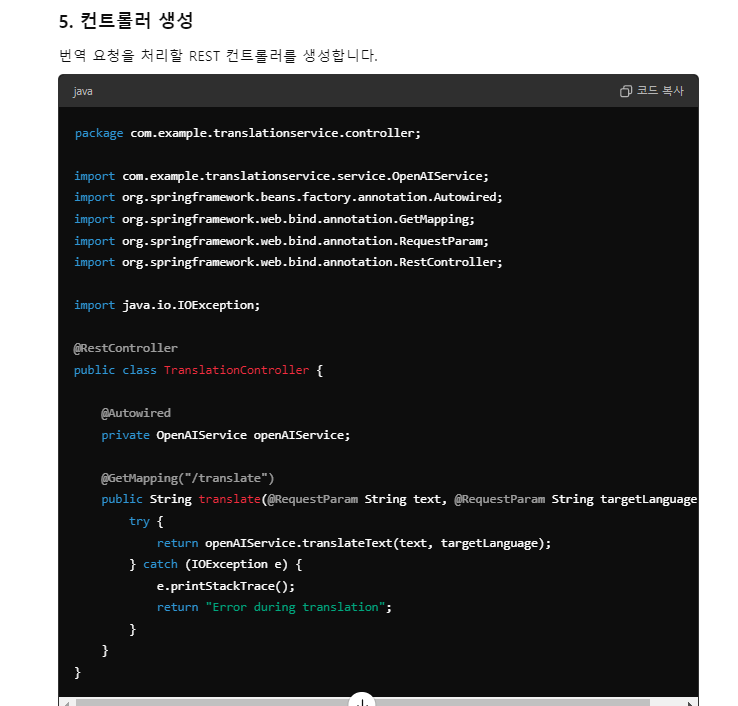 5. 컨트롤러 생성
번역 요청을 처리할 REST 컨트롤러를 생성합니다.
java 코드 복사
package com.example.translationservice.controller;
import com.example.translationservice.service.OpenAIService;
import org.springframework.beans.factory.annotation.Autowired;
import org.springframework.web.bind.annotation.GetMapping;
import org.springframework.web.bind.annotation.RequestParam;
import org.springframework.web.bind.annotation.RestController;
import java.io.IOException;
@RestController
public class TranslationController {
@Autowired
private OpenAIService openAIService;
@GetMapping("/translate")
public String translate(@RequestParam String text, @RequestParam String targetLanguage
try {
return openAIService.translateText(text, targetLanguage);
} catch (IOException e) {
e.printStackTrace();
return "Error during translation";
}
}
}